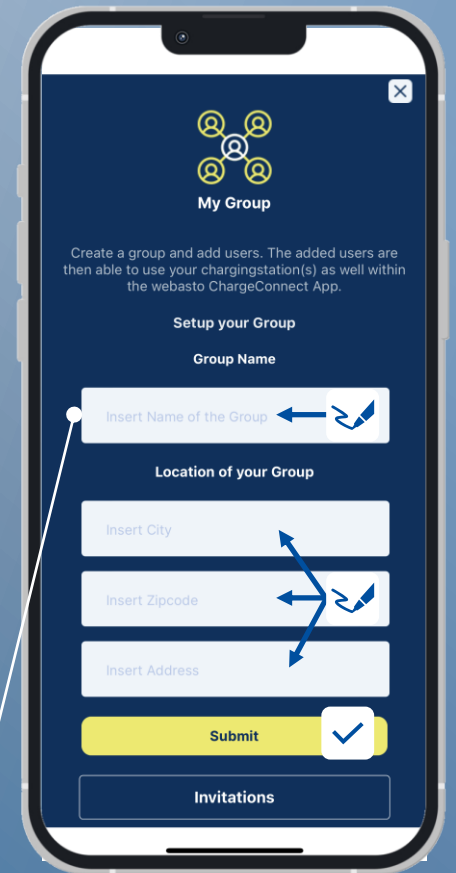 My Group
Create a group and add users. The added users are
then able to use your chargingstation(s) as well within
the webasto ChargeConnect App.
Setup your Group
Group Name
Insert Name of the Group
Location of your Group
Insert City
Insert Zipcode
Insert Address
Submit
Invitations